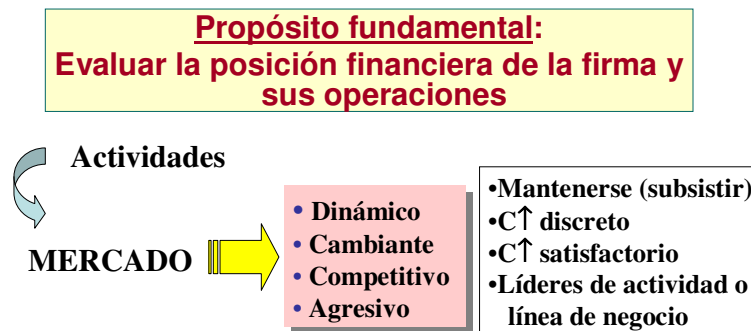 Propósito fundamental:
Evaluar la posición financiera de la firma y
sus operaciones
Actividades
MERCADO
• Dinámico
• Cambiante
• Competitivo
• Agresivo
•Mantenerse (subsistir)
•C↑ discreto
•C↑ satisfactorio
•Líderes de actividad o
línea de negocio